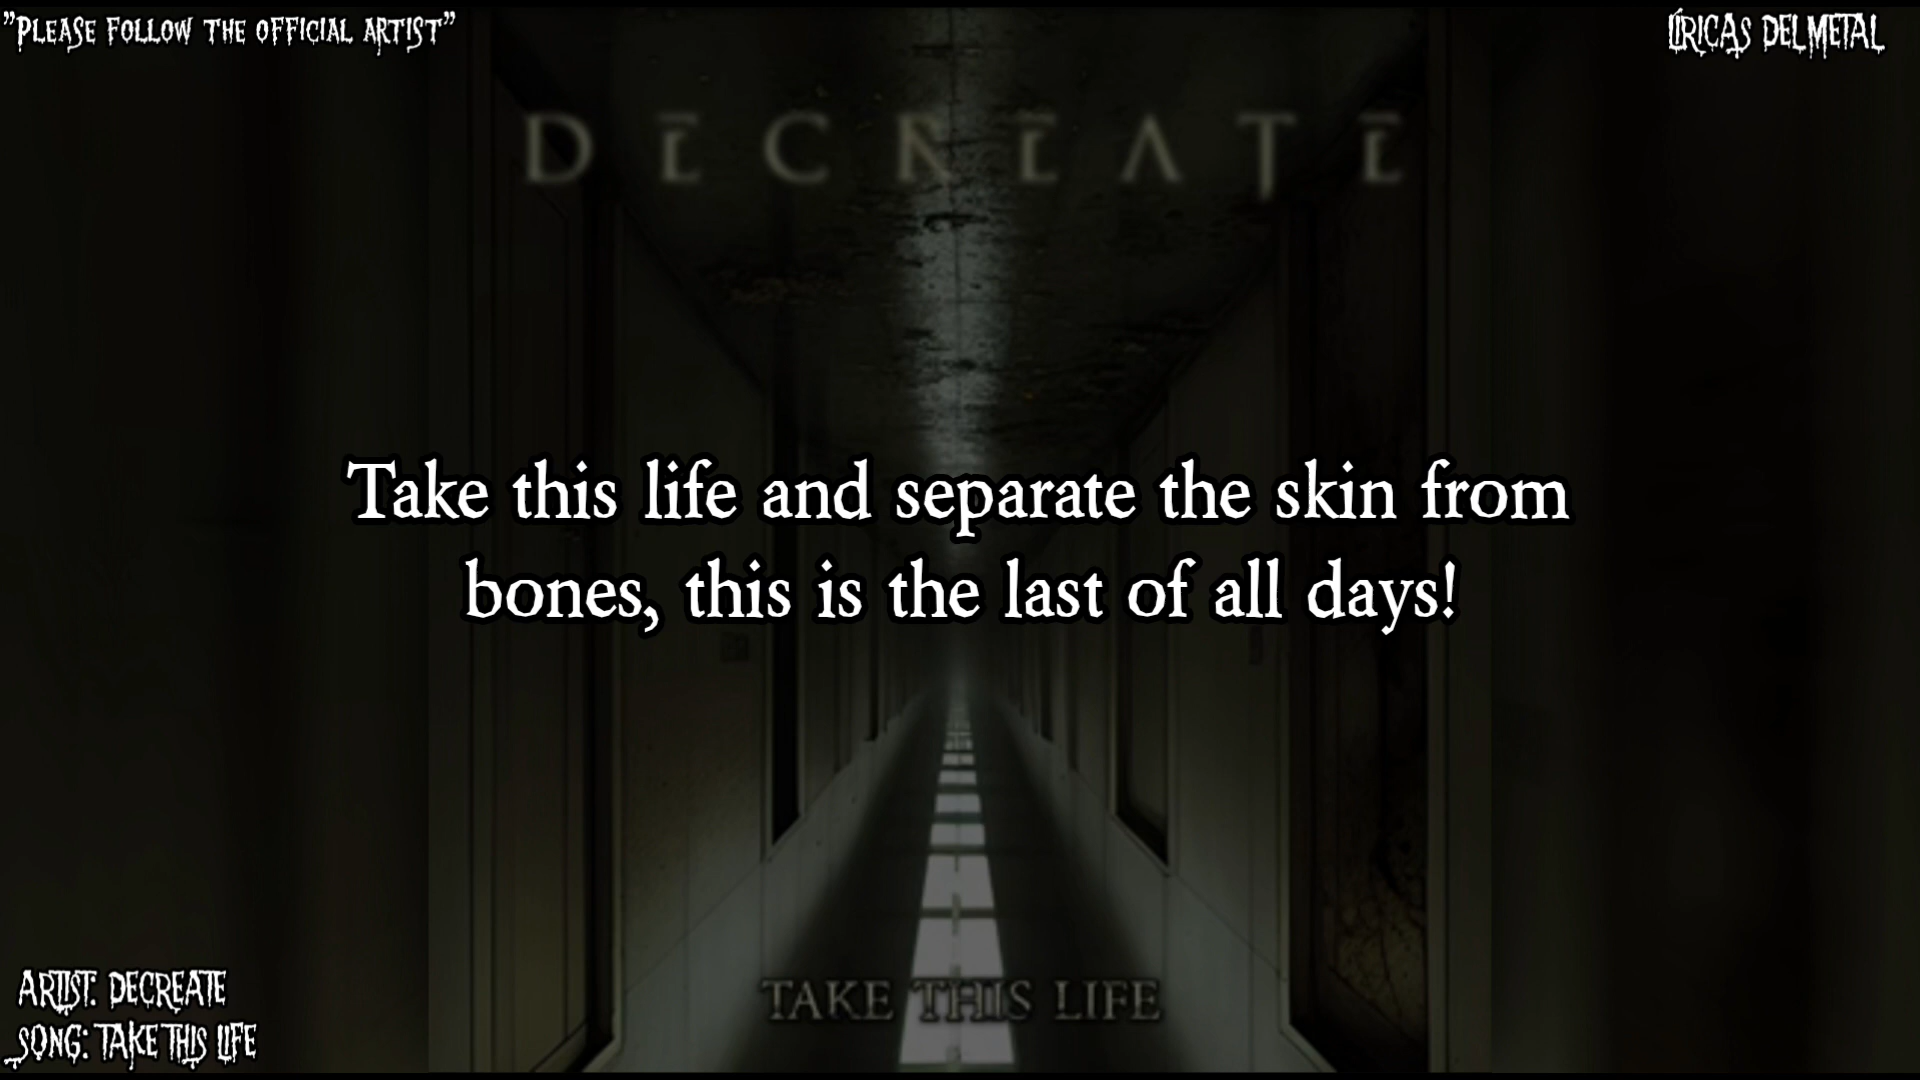 "PLEASE FOLLOW THE OFFICIAL ARTIST"
LÍRICAS DEL METAL
DECREATE
Take this life and separate the skin from
bones, this is the last of all days!
TAKE THIS LIFE
ARTIST: DECREATE
SONG: TAKE THIS LIFE